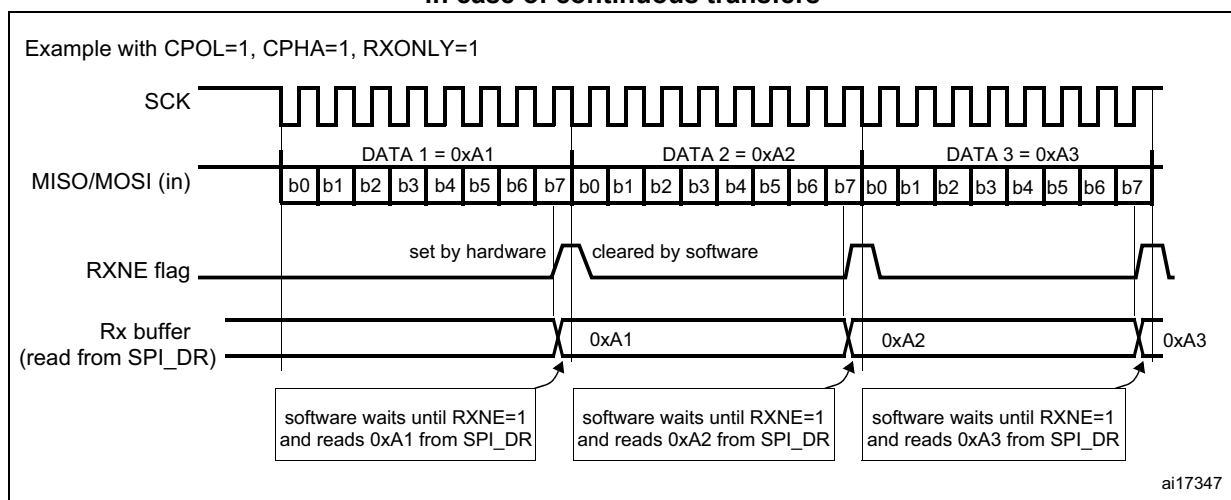 in case of continuous transfers
Example with CPOL=1, CPHA=1, RXONLY=1
SCK
DATA 1 = 0xA1 DATA 2 = 0xA2 DATA 3 = 0xA3
MISO/MOSI (in) b0 b1 b2 b3 b4 b5 b6 b7 b0 b1 b2 b3 b4 b5 b6 b7 b0 b1 b2 b3 b4 b5 b6 b7
set by hardware cleared by software
RXNE flag
Rx buffer
(read from SPI_DR) 0xA1 0xA2 0xA3
software waits until RXNE=1 software waits until RXNE=1 software waits until RXNE=1
and reads 0xA1 from SPI_DR and reads 0xA2 from SPI_DR and reads 0xA3 from SPI_DR
ai17347